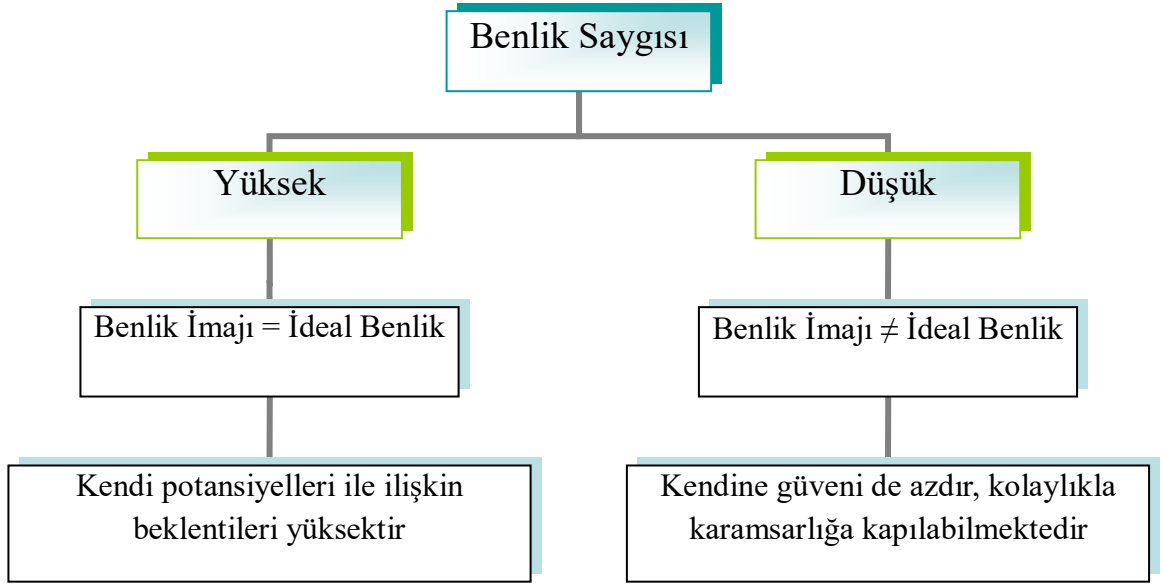 Benlik Saygısı
Yüksek
Düşük
Benlik İmajı = İdeal Benlik
Benlik İmajı ≠ İdeal Benlik
Kendi potansiyelleri ile ilişkin
beklentileri yüksektir
Kendine güveni de azdır, kolaylıkla
karamsarlığa kapılabilmektedir